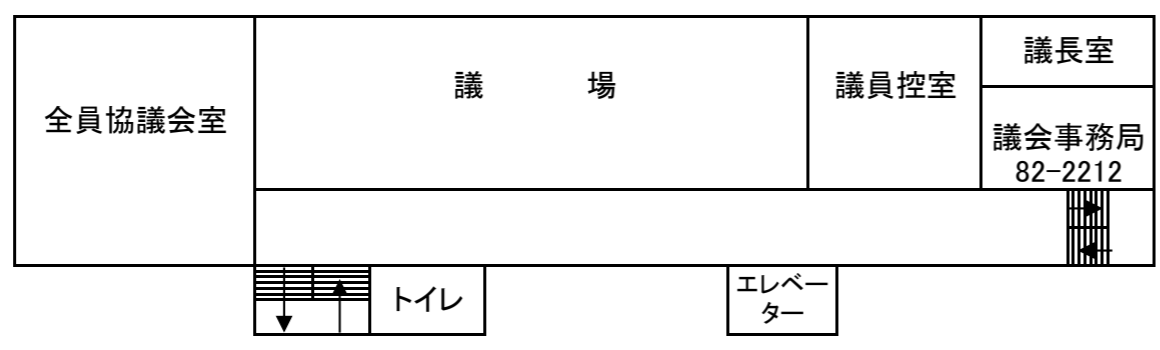 全員協議会室
議　場
議員控室
議長室
議会事務局
82-2212
トイレ
エレベー
ター